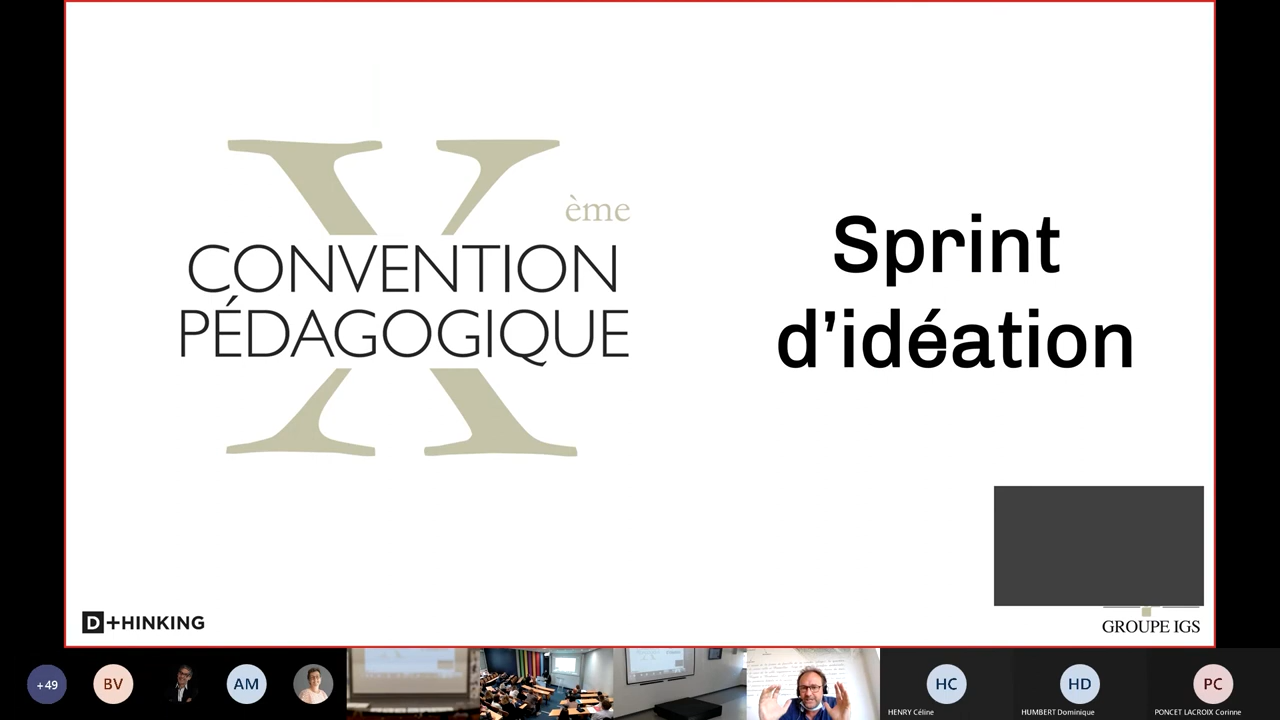 X
ème
CONVENTION
PÉDAGOGIQUE
Sprint
d’idéation
D+HINKING
GROUPE IGS
+49
BV
AM
HC
HENRY Céline
HD
HUMBERT Dominique
PC
PONCET LACROIX Corinne